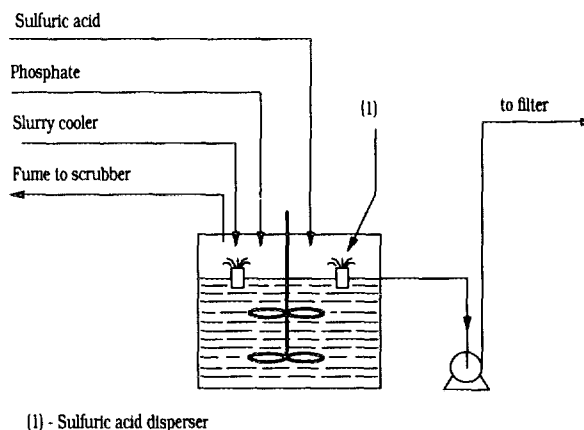 Sulfuric acid
Phosphate
Slurry cooler
Fume to scrubber
(1)
to filter
(1) - Sulfuric acid disperser